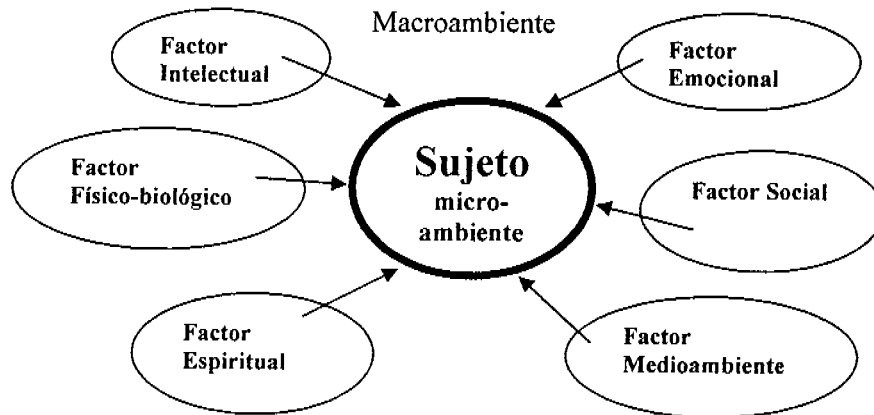 Macroambiente
Factor
Intelectual
Factor
Emocional
Factor
Físico-biológico
Sujeto
micro-
ambiente
Factor Social
Factor
Espiritual
Factor
Medioambiente